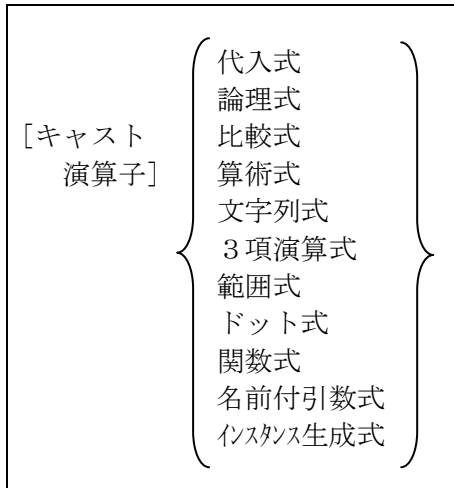 代入式
論理式
[キャスト 比較式
演算子] 算術式
文字列式
３項演算式
範囲式
ドット式
関数式
名前付引数式
ｲﾝｽﾀﾝｽ生成式